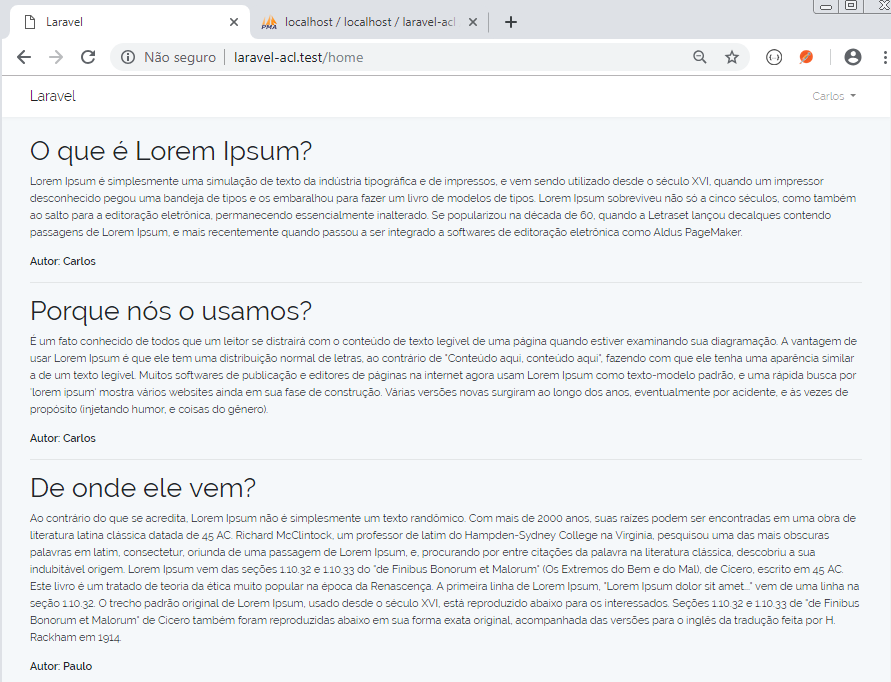 Laravel
PMA
localhost / localhost / laravel-acl
Não seguro
laravel-acl.test/home
Laravel
Carlos
O que é Lorem Ipsum?
Lorem Ipsum é simplesmente uma simulação de texto da indústria tipográfica e de impressos, e vem sendo utilizado desde o século XVI, quando um impressor
desconhecido pegou uma bandeja de tipos e os embaralhou para fazer um livro de modelos de tipos. Lorem Ipsum sobreviveu não só a cinco séculos, como também
ao salto para a editoração eletrônica, permanecendo essencialmente inalterado. Se popularizou na década de 60, quando a Letraset lançou decalques contendo
passagens de Lorem Ipsum, e mais recentemente quando passou a ser integrado a softwares de editoração eletrônica como Aldus PageMaker.
Autor: Carlos
Porque nós o usamos?
É um fato conhecido de todos que um leitor se distrairá com o conteúdo de texto legível de uma página quando estiver examinando sua diagramação. A vantagem de
usar Lorem Ipsum é que ele tem uma distribuição normal de letras, ao contrário de "Conteúdo aqui, conteúdo aqui", fazendo com que ele tenha uma aparência similar
a de um texto legível. Muitos softwares de publicação e editores de páginas na internet agora usam Lorem Ipsum como texto-modelo padrão, e uma rápida busca por
'lorem ipsum' mostra vários websites ainda em sua fase de construção. Várias versões novas surgiram ao longo dos anos, eventualmente por acidente, e às vezes de
propósito (injetando humor, e coisas do gênero).
Autor: Carlos
De onde ele vem?
Ao contrário do que se acredita, Lorem Ipsum não é simplesmente um texto randômico. Com mais de 2000 anos, suas raízes podem ser encontradas em uma obra de
literatura latina clássica datada de 45 AC. Richard McClintock, um professor de latim do Hampden-Sydney College na Virginia, pesquisou uma das mais obscuras
palavras em latim, consectetur, oriunda de uma passagem de Lorem Ipsum, e, procurando por entre citações da palavra na literatura clássica, descobriu a sua
indubitável origem. Lorem Ipsum vem das seções 1.10.32 e 1.10.33 do "de Finibus Bonorum et Malorum" (Os Extremos do Bem e do Mal), de Cícero, escrito em 45 AC.
Este livro é um tratado de teoria da ética muito popular na época da Renascença. A primeira linha de Lorem Ipsum, "Lorem Ipsum dolor sit amet..." vem de uma linha na
seção 1.10.32. O trecho padrão original de Lorem Ipsum, usado desde o século XVI, está reproduzido abaixo para os interessados. Seções 1.10.32 e 1.10.33 de "de Finibus
Bonorum et Malorum" de Cicero também foram reproduzidas abaixo em sua forma exata original, acompanhada das versões para o inglês da tradução feita por H.
Rackham em 1914.
Autor: Paulo